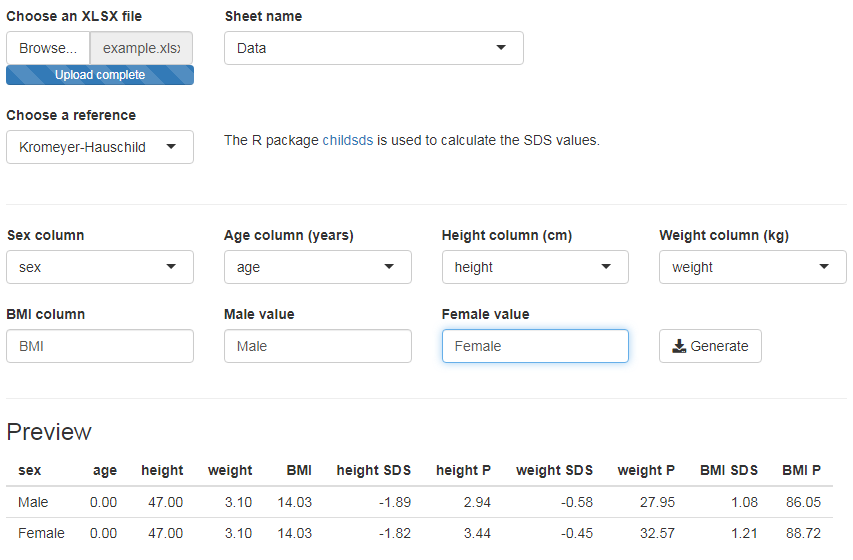 Choose an XLSX file Sheet name
Browse... example.xlsx Data
Upload complete
Choose a reference
Kromeyer-Hauschild The R package childsds is used to calculate the SDS values.
Sex column Age column (years) Height column (cm) Weight column (kg)
sex age height weight
BMI column Male value Female value
BMI Male Female Generate
Preview
sex age height weight BMI height SDS height P weight SDS weight P BMI SDS BMI P
Male 0.00 47.00 3.10 14.03 -1.89 2.94 -0.58 27.95 1.08 86.05
Female 0.00 47.00 3.10 14.03 -1.82 3.44 -0.45 32.57 1.21 88.72